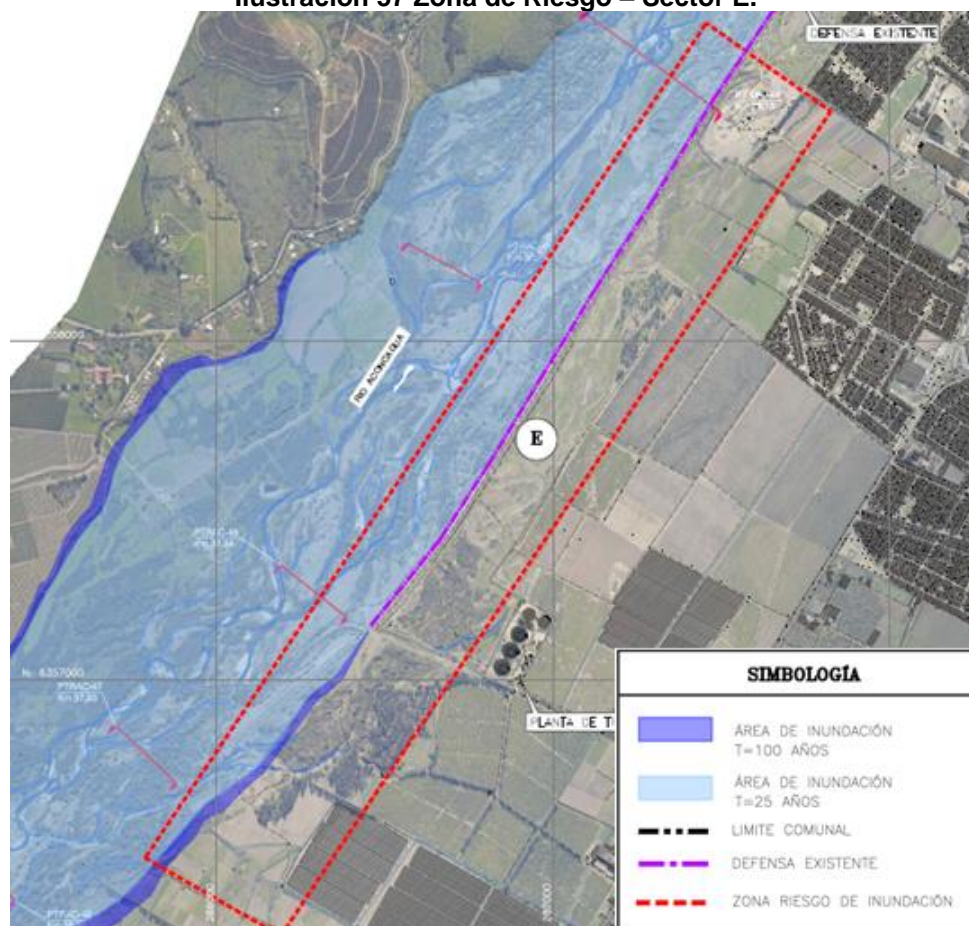 Ilustración 37 Zona de Riesgo – Sector E.
DEFENSA EXISTENTE
RIO ACONCAGUA
E
N: 6357000
PLANTA DE T
SIMBOLOGÍA
ÁREA DE INUNDACIÓN
T=100 AÑOS
ÁREA DE INUNDACIÓN
T=25 AÑOS
LIMITE COMUNAL
DEFENSA EXISTENTE
ZONA RIESGO DE INUNDACIÓN